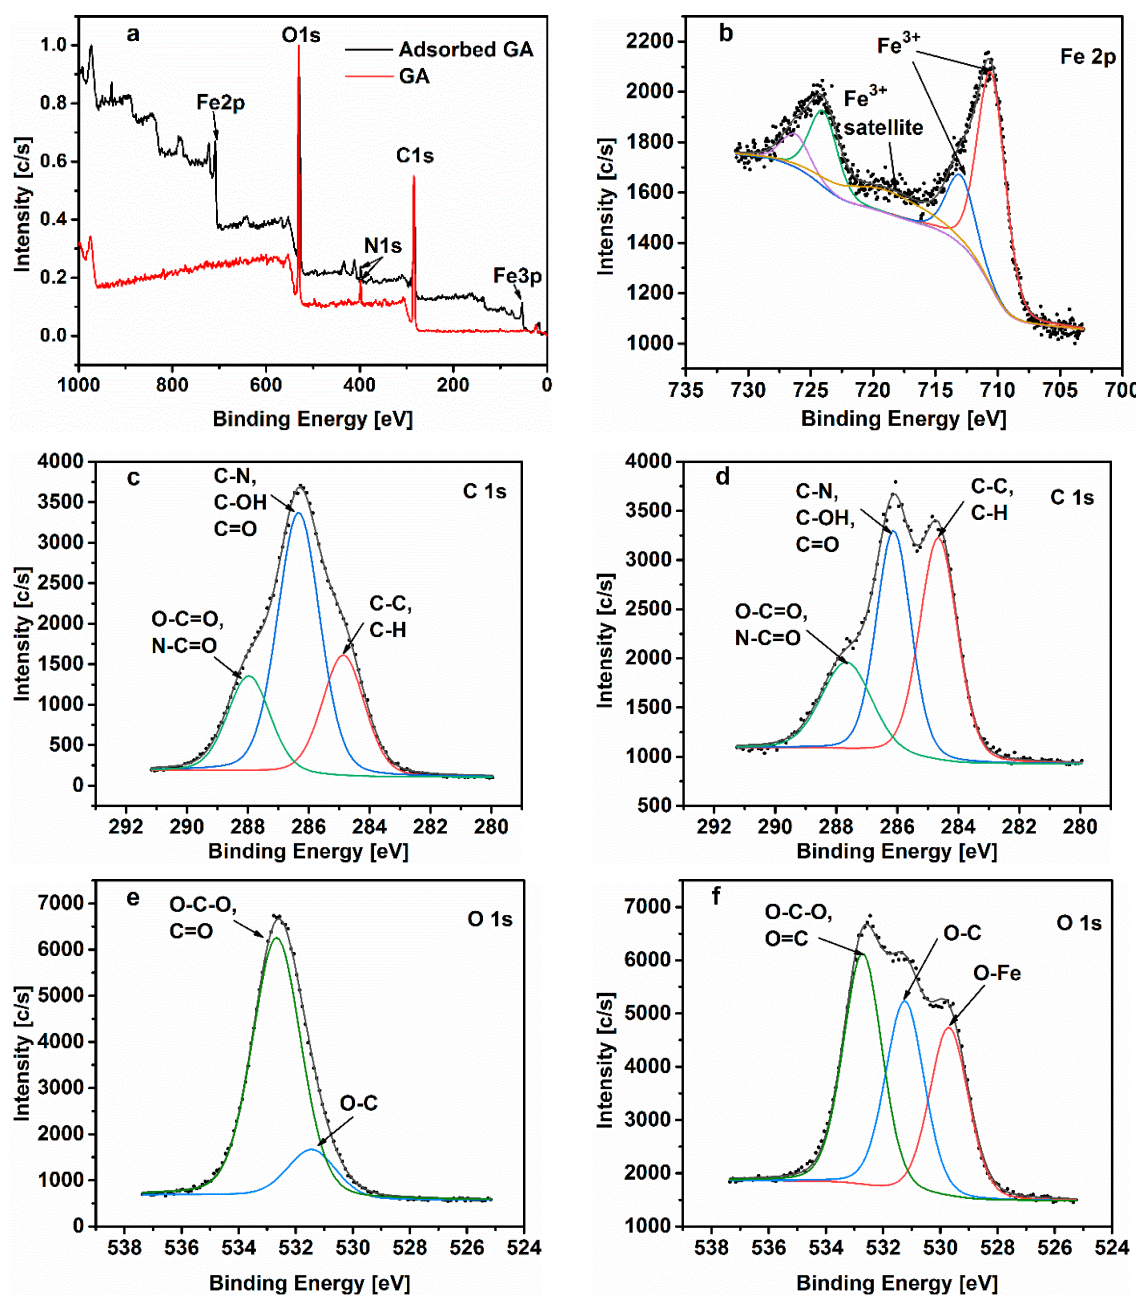 a
O1s
Adsorbed GA
GA
Fe2p
C1s
N1s
Fe3p
1.0
0.8
0.6
0.4
0.2
0.0
Intensity [c/s]
1000 800 600 400 200 0
Binding Energy [eV]
b
Fe³⁺
Fe 2p
Fe³⁺
satellite
2200
2000
1800
1600
1400
1200
1000
Intensity [c/s]
735 730 725 720 715 710 705 700
Binding Energy [eV]
c
C-N,
C-OH
C=O
C 1s
O-C=O,
N-C=O
C-C,
C-H
4000
3500
3000
2500
2000
1500
1000
500
0
Intensity [c/s]
292 290 288 286 284 282 280
Binding Energy [eV]
d
C-N,
C-OH,
C=O
C-C,
C-H
C 1s
O-C=O,
N-C=O
4000
3500
3000
2500
2000
1500
1000
500
Intensity [c/s]
292 290 288 286 284 282 280
Binding Energy [eV]
e
O-C-O,
C=O
O 1s
O-C
7000
6000
5000
4000
3000
2000
1000
0
Intensity [c/s]
538 536 534 532 530 528 526 524
Binding Energy [eV]
f
O-C-O,
O=C
O-C
O-Fe
O 1s
7000
6000
5000
4000
3000
2000
1000
Intensity [c/s]
538 536 534 532 530 528 526 524
Binding Energy [eV]